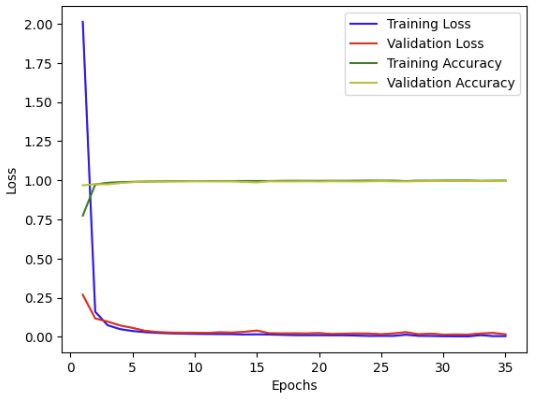 2.00
1.75
1.50
1.25
1.00
0.75
0.50
0.25
0.00
Loss
Training Loss
Validation Loss
Training Accuracy
Validation Accuracy
0 5 10 15 20 25 30 35
Epochs